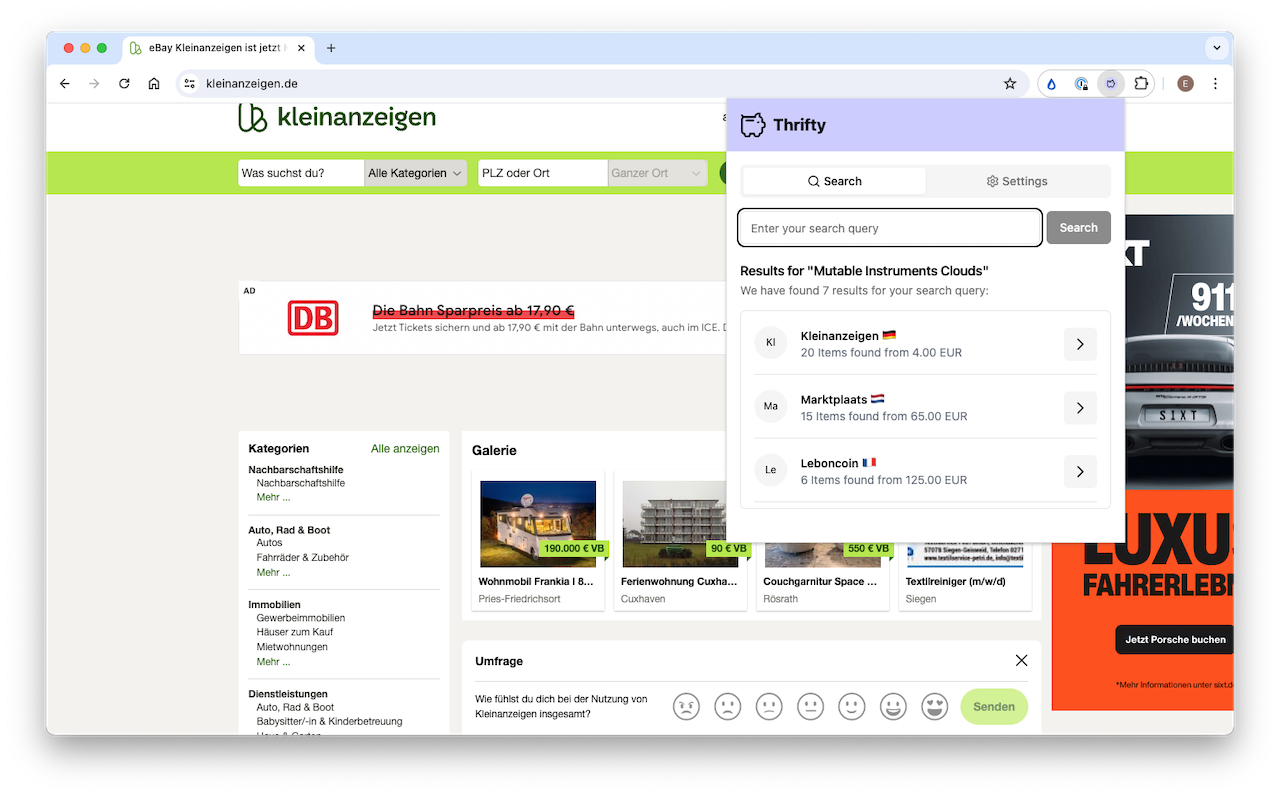 eBay Kleinanzeigen ist jetzt
kleinanzeigen.de
E
kleinanzeigen
Was suchst du?
Alle Kategorien
PLZ oder Ort
Ganzer Ort
Thrifty
Search
Settings
Enter your search query
Search
Results for "Mutable Instruments Clouds"
We have found 7 results for your search query:
Kl
Kleinanzeigen
20 Items found from 4.00 EUR
Ma
Marktplaats
15 Items found from 65.00 EUR
Le
Leboncoin
6 Items found from 125.00 EUR
AD
DB
Die Bahn Sparpreis ab 17,90 €
Jetzt Tickets sichern und ab 17,90 € mit der Bahn unterwegs, auch im ICE.
Kategorien
Alle anzeigen
Nachbarschaftshilfe
Nachbarschaftshilfe
Mehr ...
Auto, Rad & Boot
Autos
Fahrräder & Zubehör
Mehr ...
Immobilien
Gewerbeimmobilien
Häuser zum Kauf
Mietwohnungen
Mehr ...
Dienstleistungen
Auto, Rad & Boot
Babysitter/-in & Kinderbetreuung
Galerie
190.000 € VB
Wohnmobil Frankia I 8...
Pries-Friedrichsort
90 € VB
Ferienwohnung Cuxha...
Cuxhaven
550 € VB
Couchgarnitur Space ...
Rösrath
57078 Siegen-Geisweid, Telefon 0271
Textilreiniger (m/w/d)
Siegen
Umfrage
Wie fühlst du dich bei der Nutzung von
Kleinanzeigen insgesamt?
Senden
XT
911
/WOCHEN
SIXT
LUXUS
FAHRERLEBN
Jetzt Porsche buchen
*Mehr Informationen unter sixt.de